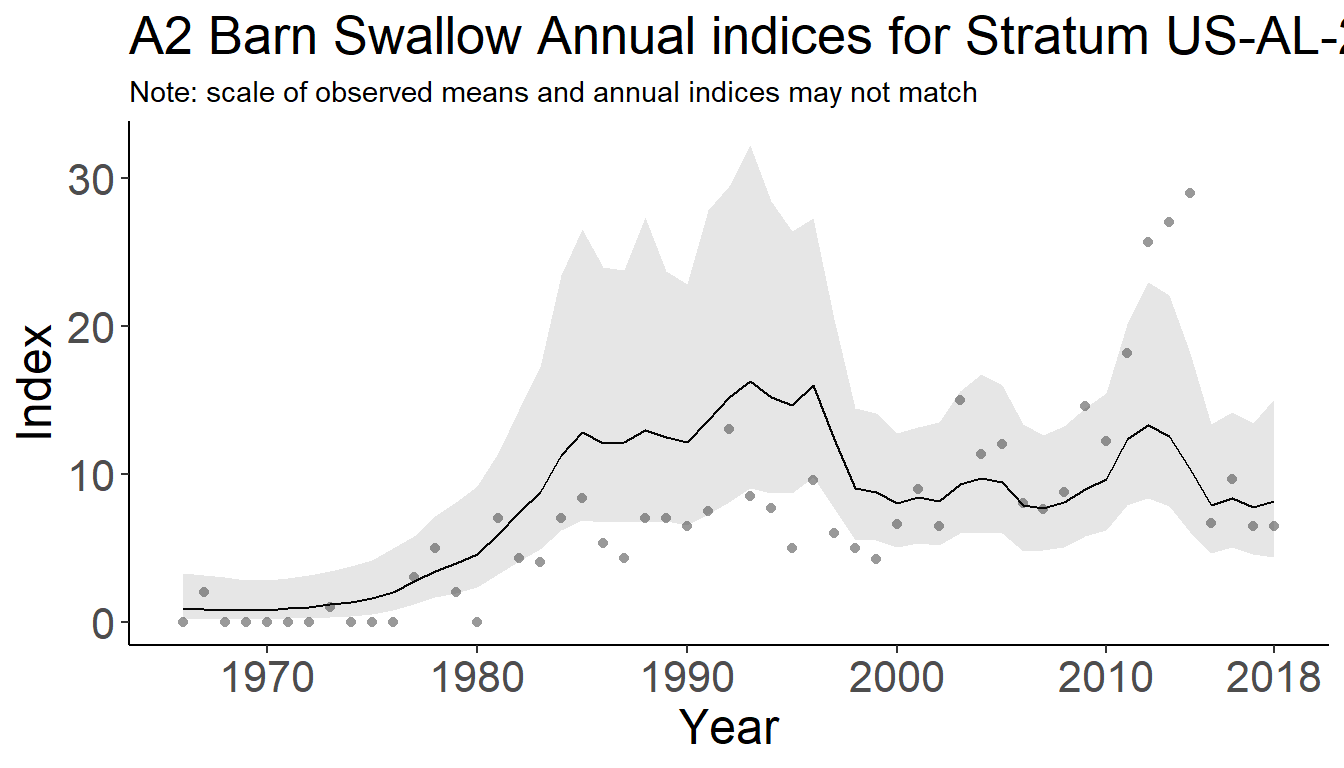 A2 Barn Swallow Annual indices for Stratum US-AL-
Note: scale of observed means and annual indices may not match
30
20
10
0
Index
1970 1980 1990 2000 2010 2018
Year